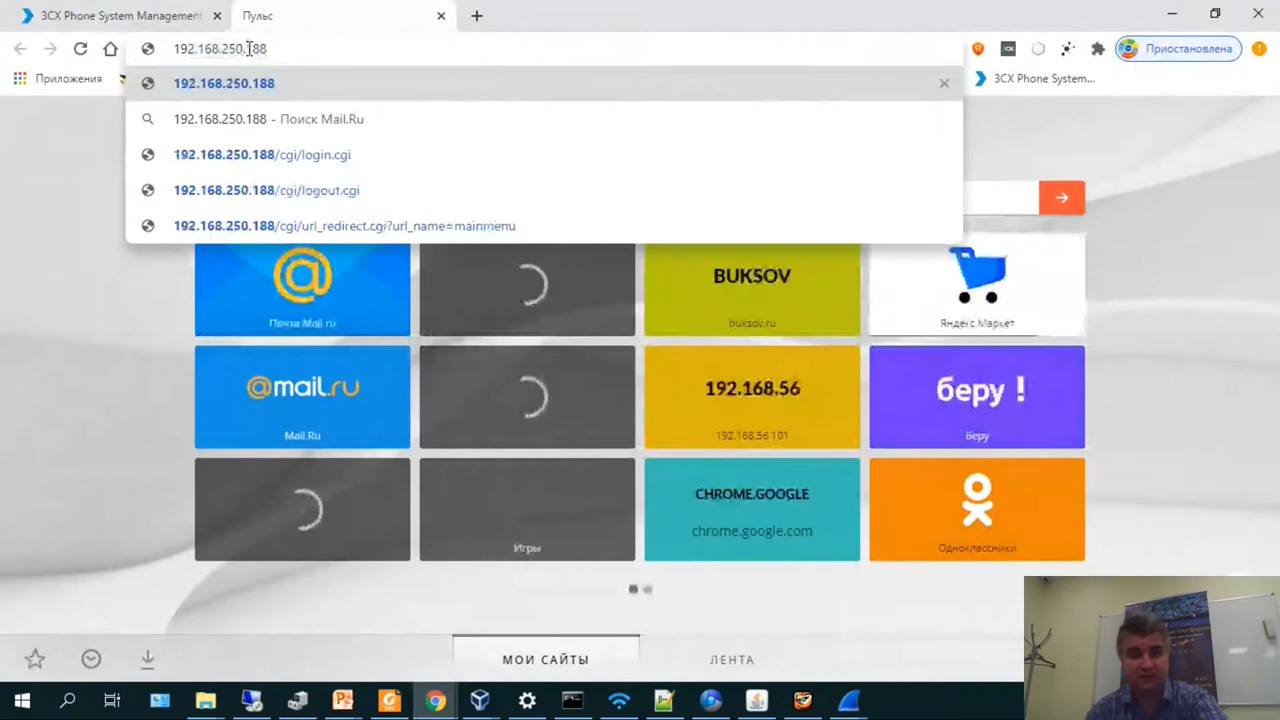 3CX Phone System Management
Пульс
192.168.250.188
Приостановлена
Приложения
3CX Phone System...
192.168.250.188
192.168.250.188 - Поиск Mail.Ru
192.168.250.188/cgi/login.cgi
192.168.250.188/cgi/logout.cgi
192.168.250.188/cgi/url_redirect.cgi?url_name=mainmenu
@
Почта Mail.ru
BUKSOV
buksov.ru
Яндекс.Маркет
@mail.ru
Mail.Ru
192.168.56
192.168.56.101
беру !
Беру
Игры
CHROME.GOOGLE
chrome.google.com
Одноклассники
МОИ САЙТЫ
ЛЕНТА